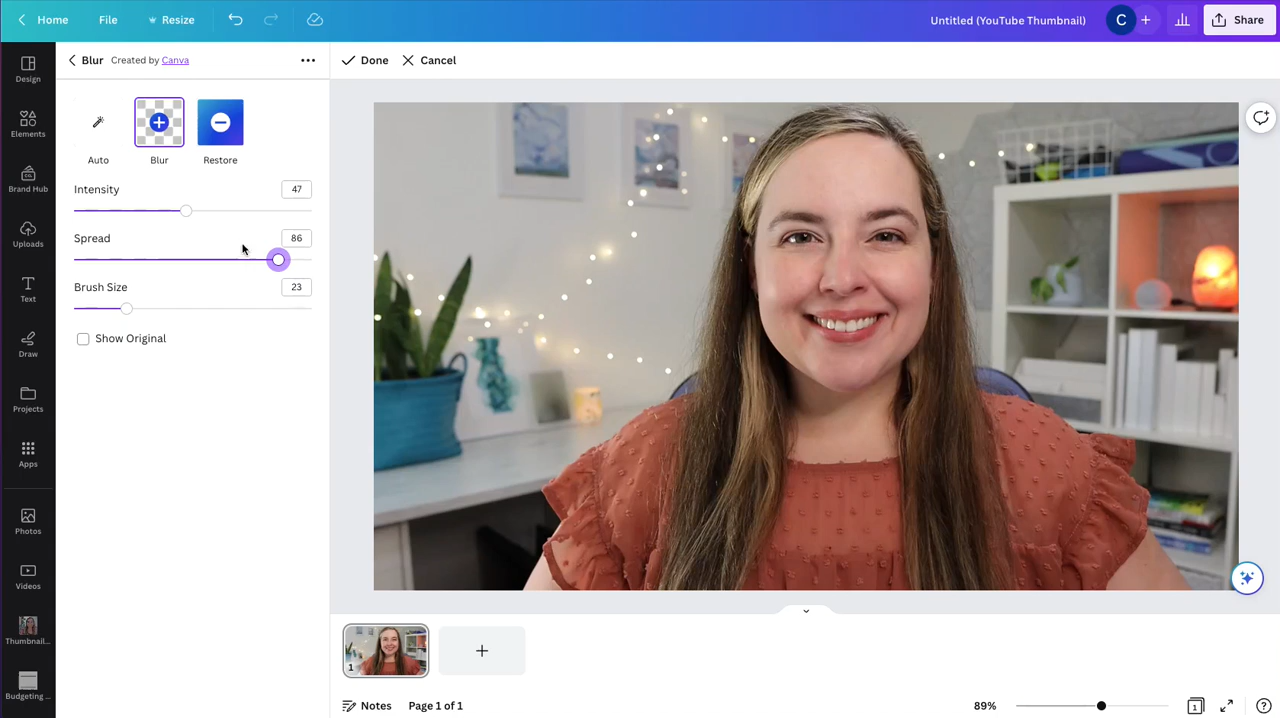 Home
File
Resize
Untitled (YouTube Thumbnail)
C
+
Share
Design
Elements
Brand Hub
Uploads
Text
Draw
Projects
Apps
Photos
Videos
Thumbnail...
Budgeting ...
Blur
Created by Canva
...
Auto
Blur
Restore
Intensity
47
Spread
86
Brush Size
23
Show Original
Done
Cancel
1
+
Notes
Page 1 of 1
89%
1
?